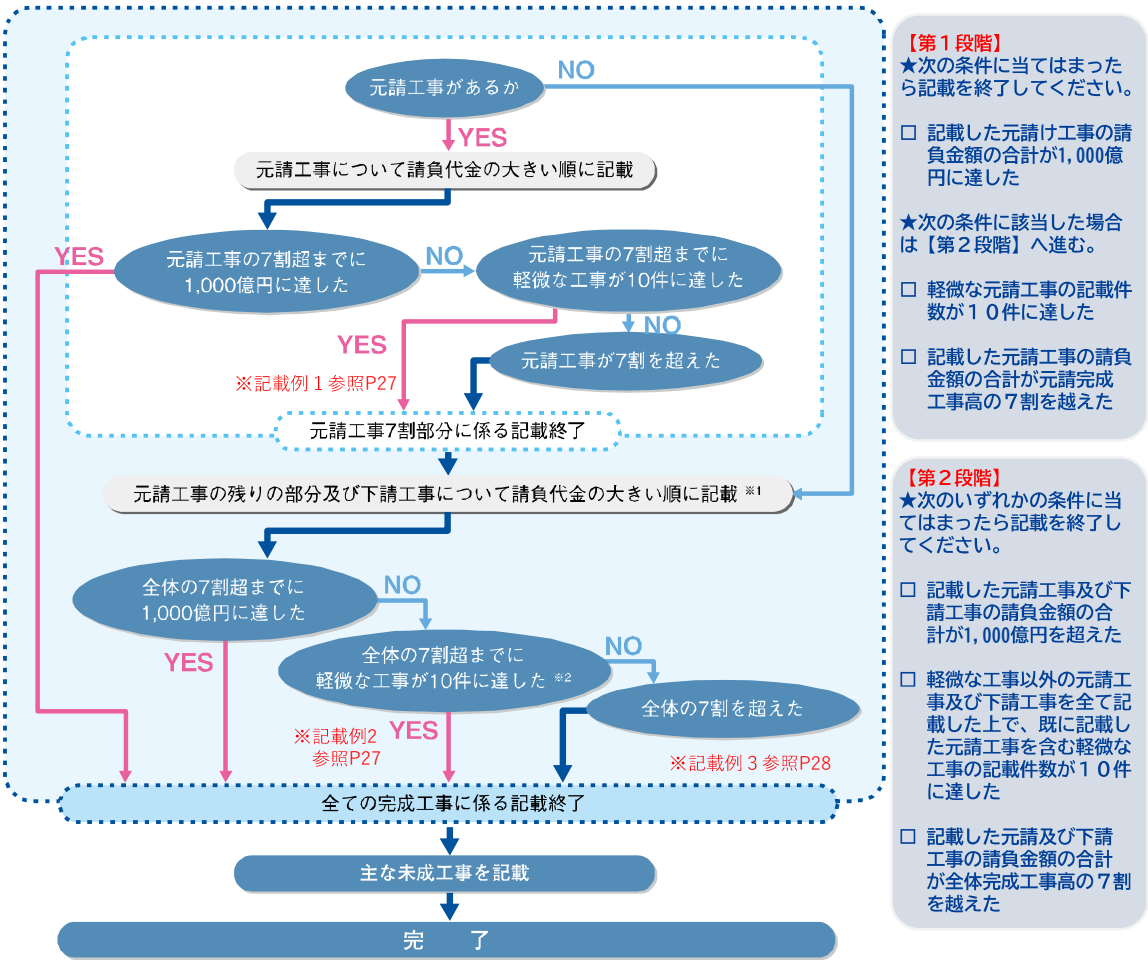 元請工事があるか
NO
YES
元請工事について請負代金の大きい順に記載
YES
元請工事の7割超までに
1,000億円に達した
NO
元請工事の7割超までに
軽微な工事が10件に達した
YES
NO
元請工事が7割を超えた
※記載例１参照P27
元請工事7割部分に係る記載終了
元請工事の残りの部分及び下請工事について請負代金の大きい順に記載 ※1
全体の7割超までに
1,000億円に達した
NO
YES
全体の7割超までに
軽微な工事が10件に達した ※2
NO
全体の7割を超えた
※記載例2
参照P27
YES
※記載例３参照P28
全ての完成工事に係る記載終了
主な未成工事を記載
完　了
【第１段階】
★次の条件に当てはまった
ら記載を終了してください。
□ 記載した元請け工事の請
負金額の合計が1,000億
円に達した
★次の条件に該当した場合
は【第２段階】へ進む。
□ 軽微な元請工事の記載件
数が１０件に達した
□ 記載した元請工事の請負
金額の合計が元請完成
工事高の７割を越えた
【第２段階】
★次のいずれかの条件に当
てはまったら記載を終了し
てください。
□ 記載した元請工事及び下
請工事の請負金額の合
計が1,000億円を超えた
□ 軽微な工事以外の元請工
事及び下請工事を全て記
載した上で、既に記載し
た元請工事を含む軽微な
工事の記載件数が１０件
に達した
□ 記載した元請及び下請
工事の請負金額の合計
が全体完成工事高の７割
を越えた